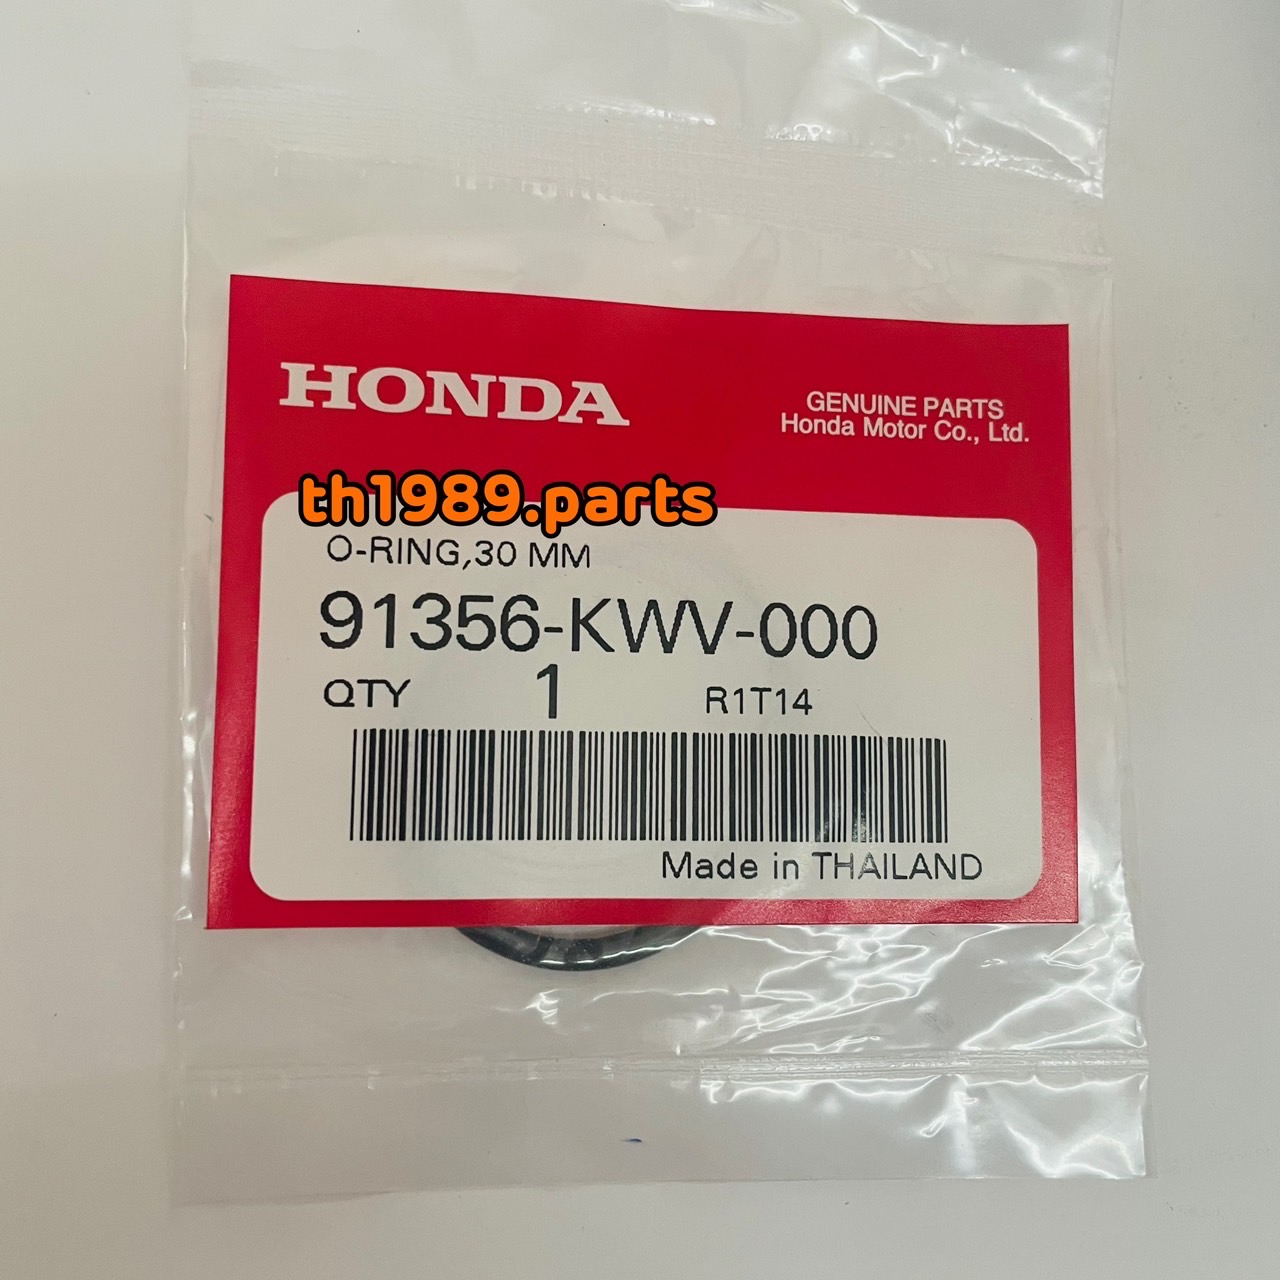 HONDA
GENUINE PARTS
Honda Motor Co., Ltd.
th1989.parts
O-RING,30 MM
91356-KWV-000
QTY 1 R1T14
Made in THAILAND